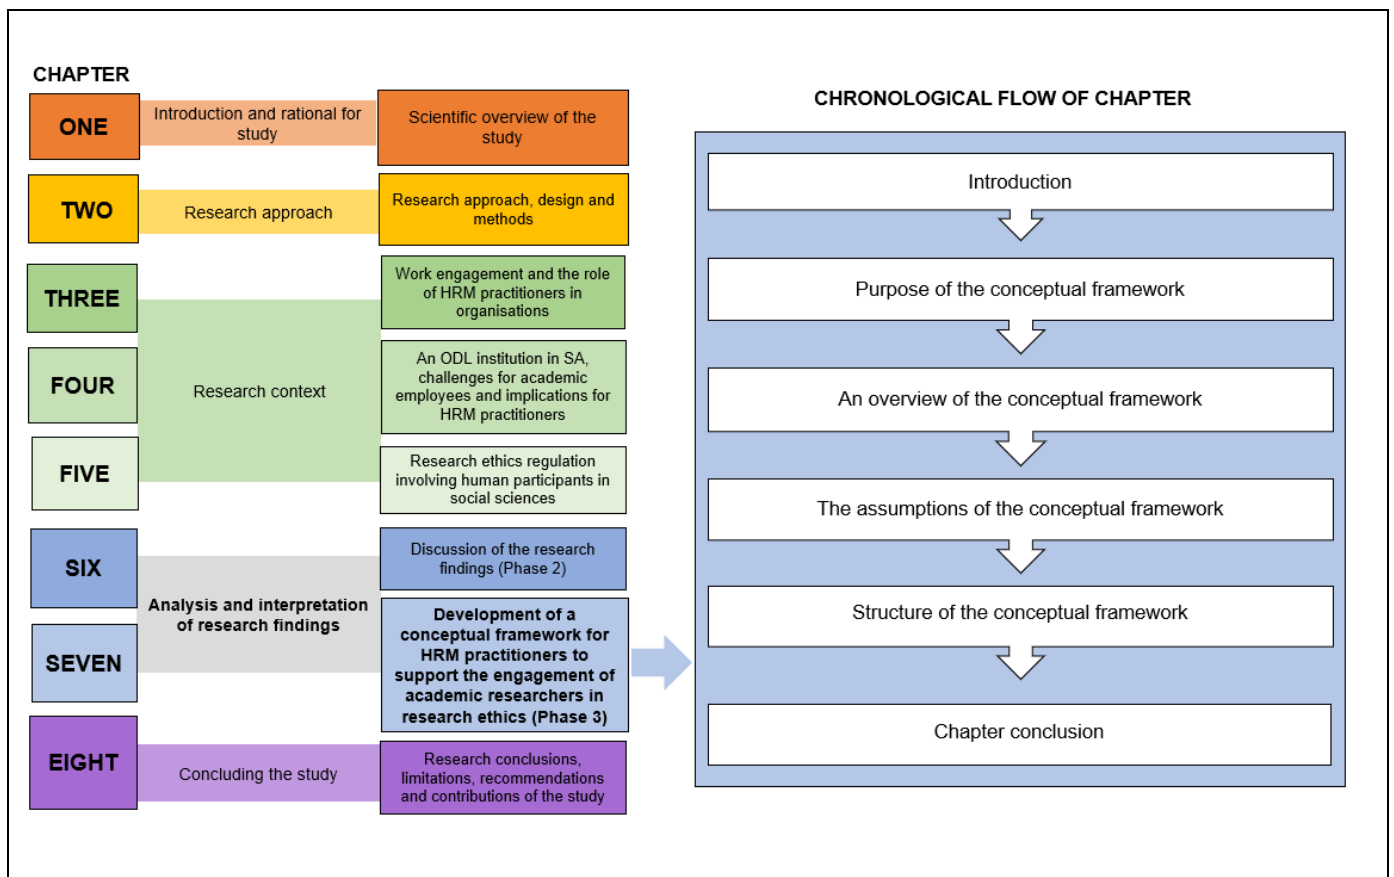 CHAPTER
ONE
Introduction and rational for
study
Scientific overview of the
study
TWO
Research approach
Research approach, design and
methods
THREE
FOUR
FIVE
Research context
Work engagement and the role
of HRM practitioners in
organisations
An ODL institution in SA,
challenges for academic
employees and implications for
HRM practitioners
Research ethics regulation
involving human participants in
social sciences
SIX
SEVEN
Analysis and interpretation
of research findings
Discussion of the research
findings (Phase 2)
Development of a
conceptual framework for
HRM practitioners to
support the engagement of
academic researchers in
research ethics (Phase 3)
EIGHT
Concluding the study
Research conclusions,
limitations, recommendations
and contributions of the study
CHRONOLOGICAL FLOW OF CHAPTER
Introduction
Purpose of the conceptual framework
An overview of the conceptual framework
The assumptions of the conceptual framework
Structure of the conceptual framework
Chapter conclusion